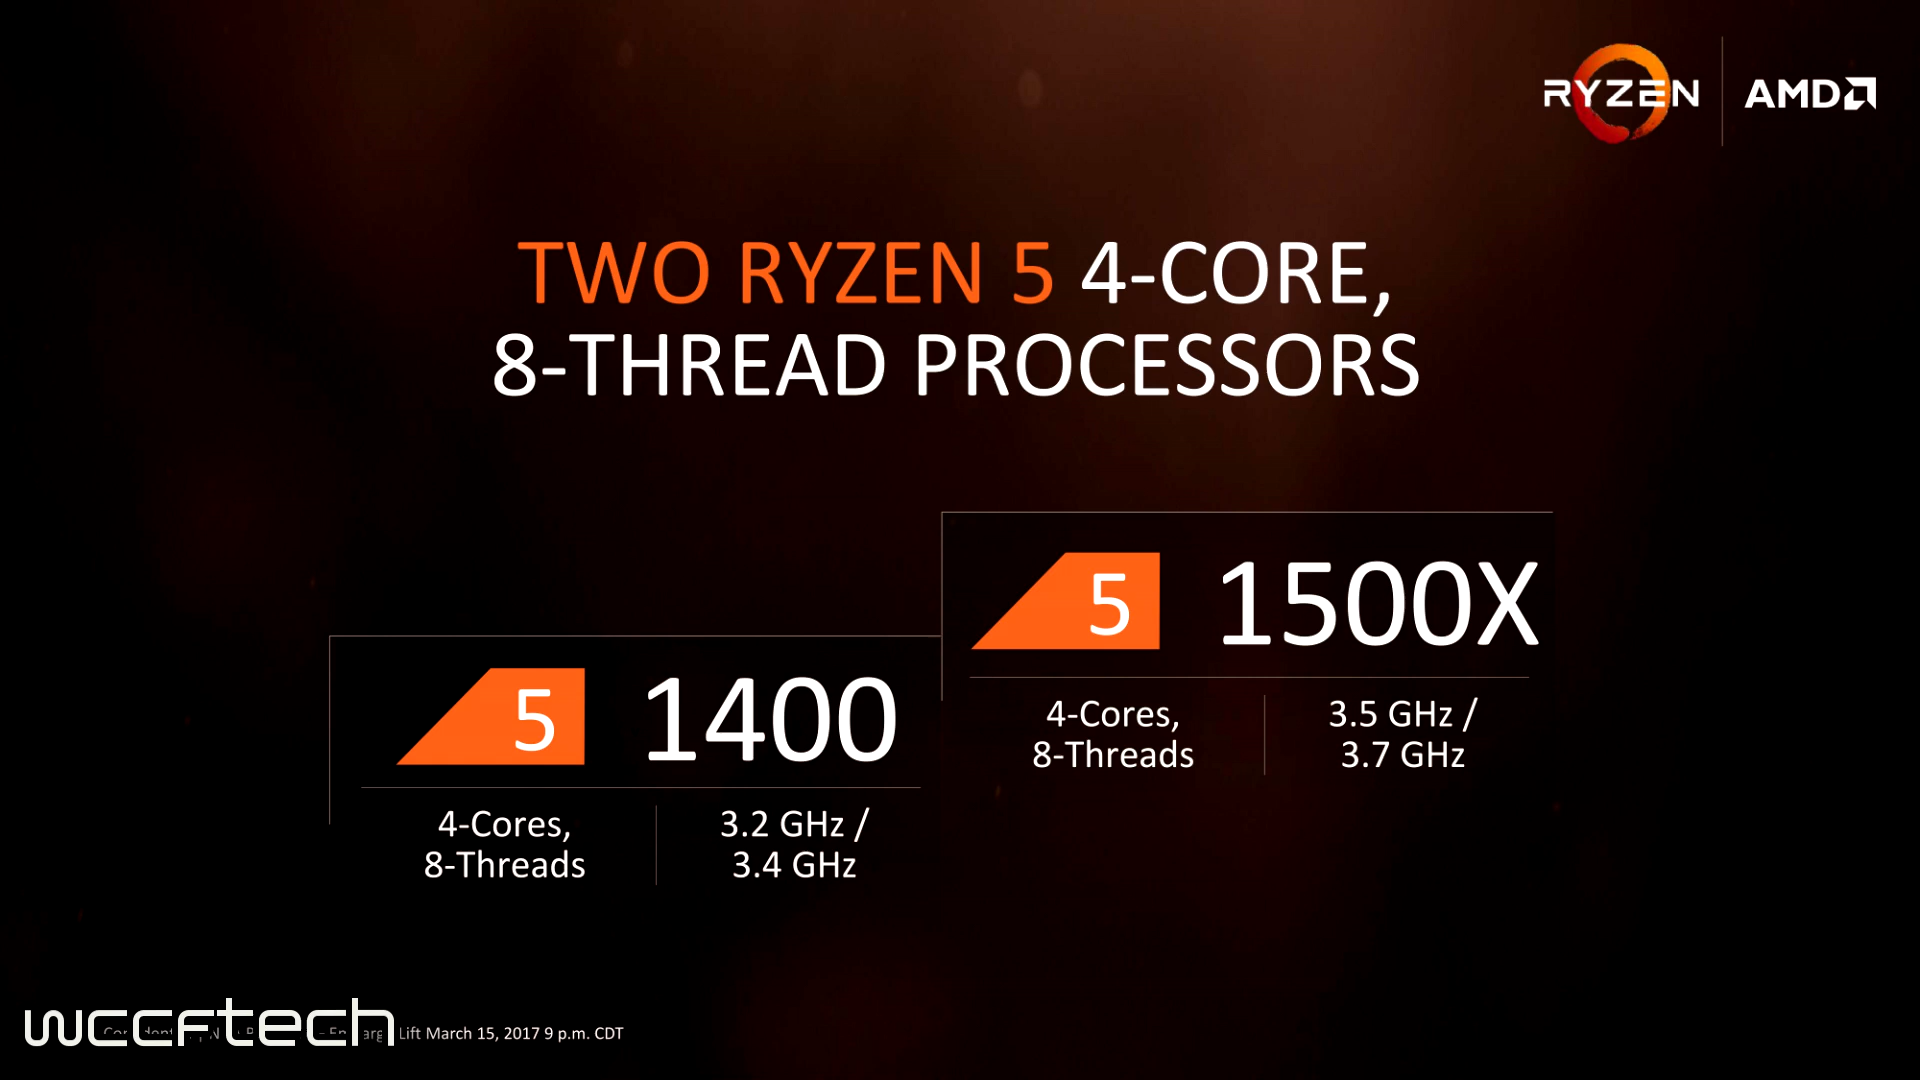 RYZEN AMD
TWO RYZEN 5 4-CORE,
8-THREAD PROCESSORS
5 1500X
4-Cores,
8-Threads
3.5 GHz /
3.7 GHz
5 1400
4-Cores,
8-Threads
3.2 GHz /
3.4 GHz
wccftech
Lift March 15, 2017 9 p.m. CDT